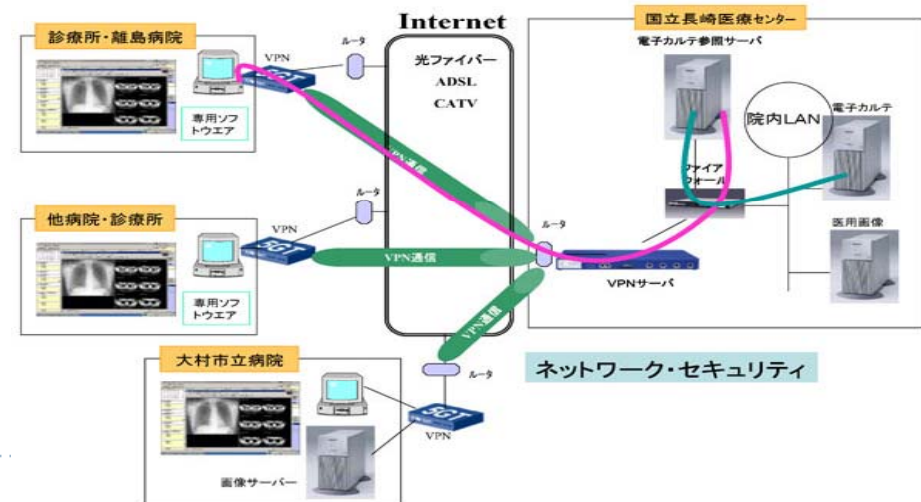 Internet
光ファイバー
ADSL
CATV
診療所・離島病院
VPN
5GT
ルータ
専用ソフ
トウエア
VPN通信
他病院・診療所
VPN
5GT
ルータ
専用ソフ
トウエア
VPN通信
大村市立病院
画像サーバー
5GT
VPN
ルータ
VPN通信
国立長崎医療センター
電子カルテ参照サーバ
院内LAN
電子カルテ
ファイア
ウォール
医用画像
ルータ
VPNサーバ
ネットワーク・セキュリティ